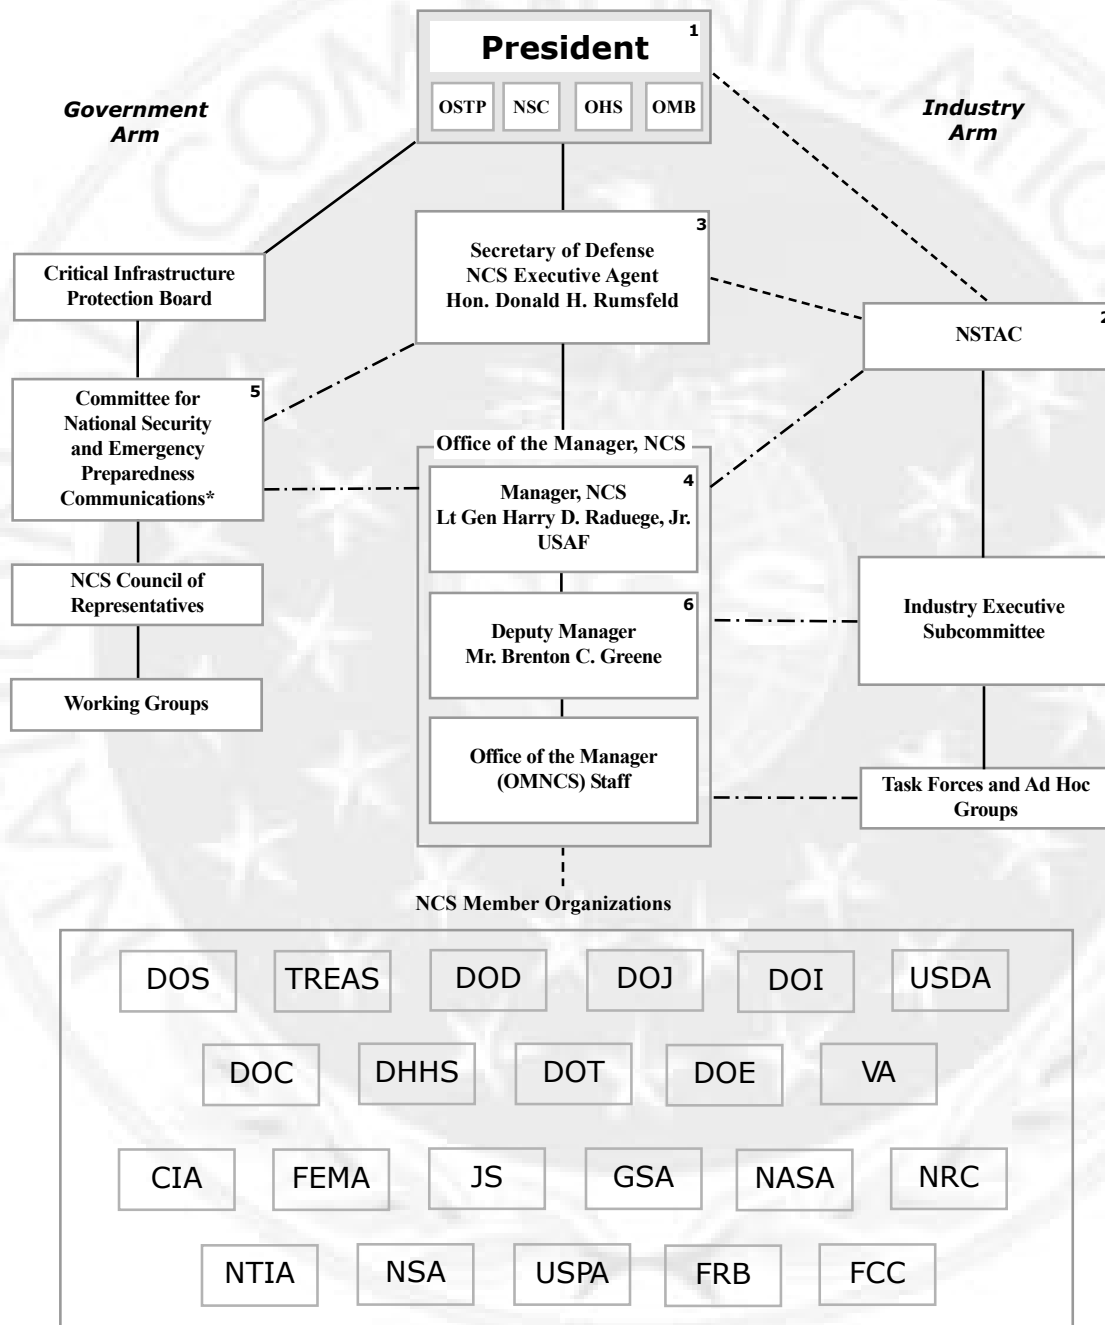 1
President
OSTP
NSC
OHS
OMB
Government
Arm
Industry
Arm
3
Secretary of Defense
NCS Executive Agent
Hon. Donald H. Rumsfeld
Critical Infrastructure
Protection Board
2
NSTAC
5
Committee for
National Security
and Emergency
Preparedness
Communications*
Office of the Manager, NCS
4
Manager, NCS
Lt Gen Harry D. Raduege, Jr.
USAF
NCS Council of
Representatives
6
Deputy Manager
Mr. Brenton C. Greene
Industry Executive
Subcommittee
Working Groups
Office of the Manager
(OMNCS) Staff
Task Forces and Ad Hoc
Groups
NCS Member Organizations
DOS
TREAS
DOD
DOJ
DOI
USDA
DOC
DHHS
DOT
DOE
VA
CIA
FEMA
JS
GSA
NASA
NRC
NTIA
NSA
USPA
FRB
FCC